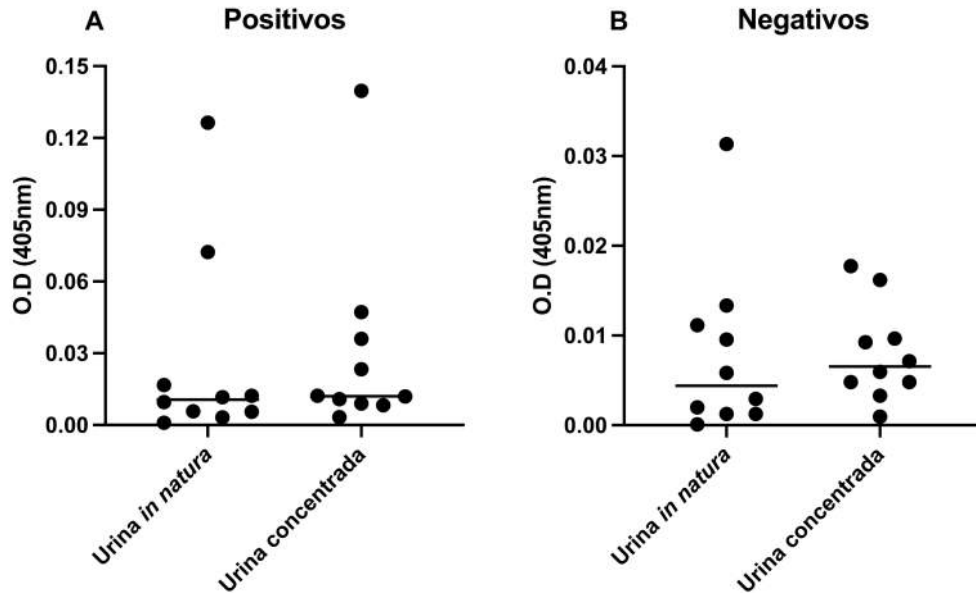 A
Positivos
0.15
0.12
0.09
0.06
0.03
0.00
O.D (405nm)
Urina in natura
Urina concentrada
B
Negativos
0.04
0.03
0.02
0.01
0.00
O.D (405nm)
Urina in natura
Urina concentrada